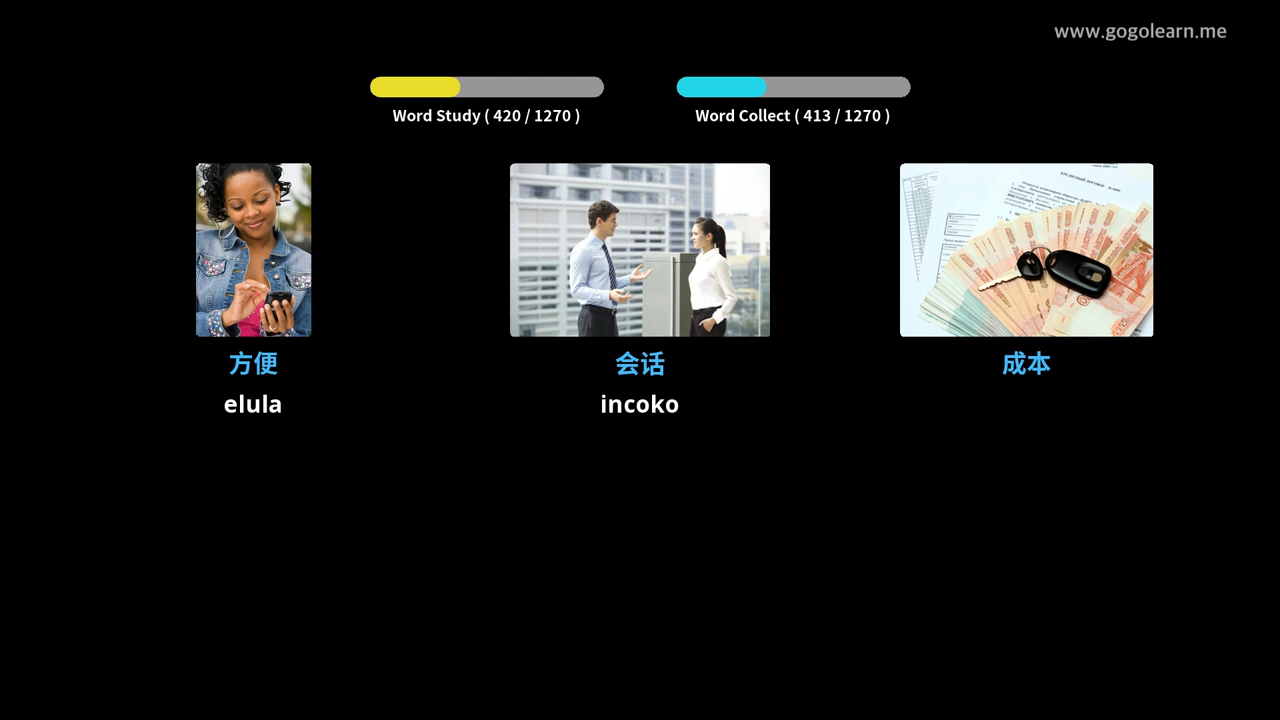 www.gogolearn.me
Word Study ( 420 / 1270 )
Word Collect ( 413 / 1270 )
方便
会话
成本
elula
incoko